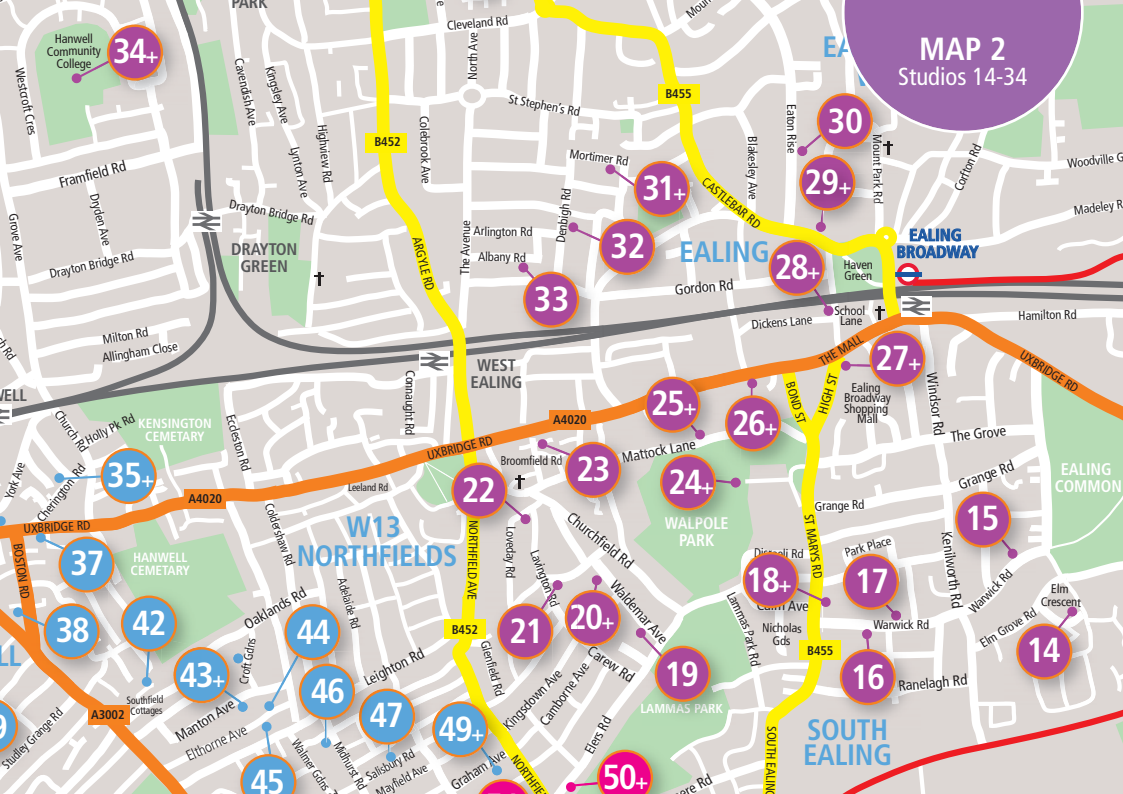 PARK
Hanwell
Community
College
34+
Westcroft Cres
Cavendish Ave
Kingsley Ave
Highview Rd
Lynton Ave
Framfield Rd
Dryden Ave
Grove Ave
Drayton Bridge Rd
Drayton Bridge Rd
DRAYTON
GREEN
Milton Rd
Allingham Close
Cleveland Rd
North Ave
St Stephen's Rd
B452
Colebrook Ave
ARGYLE RD
The Avenue
Mortimer Rd
31+
Denbigh Rd
32
Arlington Rd
Albany Rd
33
B455
CASTLEBAR RD
Blakesley Ave
Eaton Rise
30
Mount Park Rd
29+
MAP 2
Studios 14-34
Corfton Rd
Woodville G
Madeley R
EALING
28+
Haven
Green
EALING
BROADWAY
Gordon Rd
Dickens Lane
School
Lane
Hamilton Rd
THE MALL
UXBRIDGE RD
27+
WEST
EALING
Connaught Rd
KENSINGTON
CEMETARY
Eccleston Rd
Church Rd
Holly Pk Rd
York Ave
Cherington Rd
35+
A4020
UXBRIDGE RD
A4020
UXBRIDGE RD
25+
26+
BOND ST
HIGH ST
Ealing
Broadway
Shopping
Mall
Windsor Rd
The Grove
Grange Rd
EALING
COMMON
Broomfield Rd
23
Mattock Lane
24+
WALPOLE
PARK
Leeland Rd
22
W13
NORTHFIELDS
Coldershaw Rd
HANWELL
CEMETERY
BOSTON RD
37
38
42
Oaklands Rd
Adelaide Rd
44
43+
Croft Gdns
46
Leighton Rd
47
Southfield
Cottages
Manton Ave
Elthorne Ave
45
Walmer Gdns
Midhurst Rd
Salisbury Rd
Mayfield Ave
A3002
Studley Grange Rd
NORTHFIELD AVE
B452
Loveday Rd
Lavington Rd
Churchfield Rd
Waldemar Ave
21
20+
19
Glenfield Rd
Kingsdown Ave
Camborne Ave
Carew Rd
Elers Rd
49+
Graham Ave
50+
LAMMAS PARK
Lammas Park Rd
Grange Rd
ST MARYS RD
Park Place
18+
17
Nicholas
Gds
B455
16
Warwick Rd
Ranelagh Rd
SOUTH
EALING
SOUTH EALING
Kenilworth Rd
15
Warwick Rd
Elm
Crescent
Elm Grove Rd
14